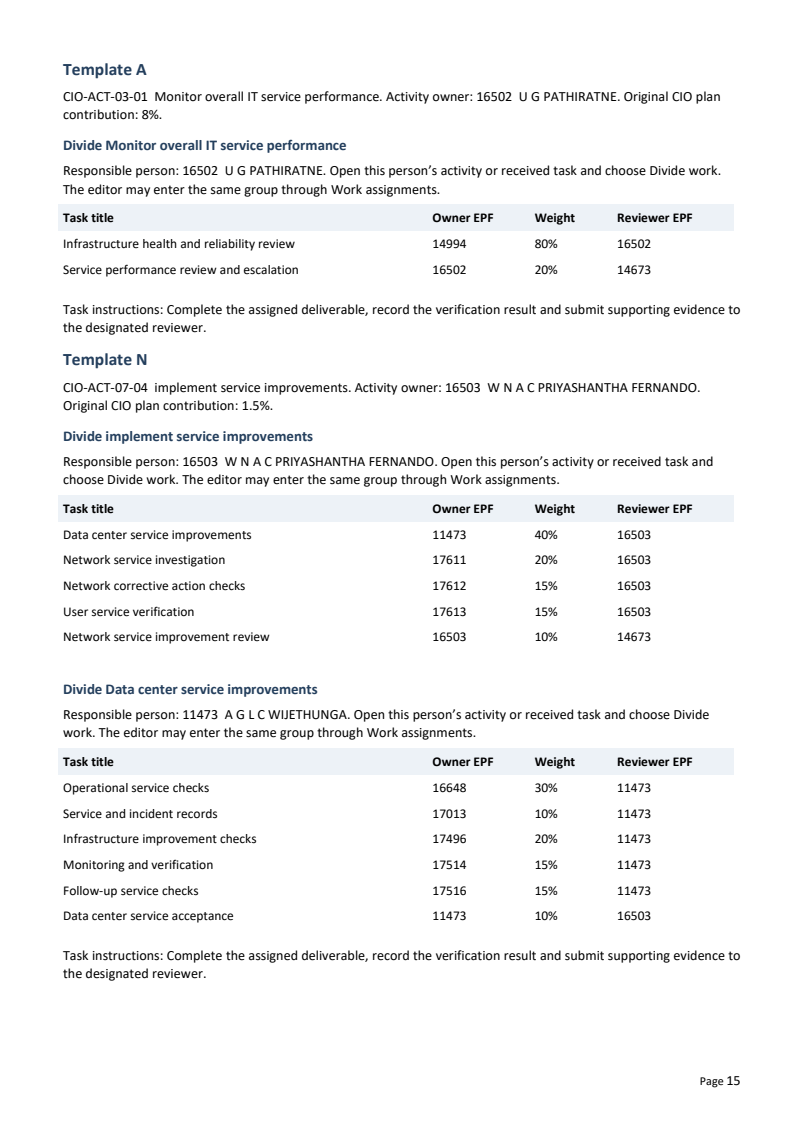 Template A
CIO-ACT-03-01  Monitor overall IT service performance. Activity owner: 16502  U G PATHIRATNE. Original CIO plan
contribution: 8%.
Divide Monitor overall IT service performance
Responsible person: 16502  U G PATHIRATNE. Open this person’s activity or received task and choose Divide work.
The editor may enter the same group through Work assignments.
Task title Owner EPF Weight Reviewer EPF
Infrastructure health and reliability review 14994 80% 16502
Service performance review and escalation 16502 20% 14673
Task instructions: Complete the assigned deliverable, record the verification result and submit supporting evidence to
the designated reviewer.
Template N
CIO-ACT-07-04  implement service improvements. Activity owner: 16503  W N A C PRIYASHANTHA FERNANDO.
Original CIO plan contribution: 1.5%.
Divide implement service improvements
Responsible person: 16503  W N A C PRIYASHANTHA FERNANDO. Open this person’s activity or received task and
choose Divide work. The editor may enter the same group through Work assignments.
Task title Owner EPF Weight Reviewer EPF
Data center service improvements 11473 40% 16503
Network service investigation 17611 20% 16503
Network corrective action checks 17612 15% 16503
User service verification 17613 15% 16503
Network service improvement review 16503 10% 14673
Divide Data center service improvements
Responsible person: 11473  A G L C WIJETHUNGA. Open this person’s activity or received task and choose Divide
work. The editor may enter the same group through Work assignments.
Task title Owner EPF Weight Reviewer EPF
Operational service checks 16648 30% 11473
Service and incident records 17013 10% 11473
Infrastructure improvement checks 17496 20% 11473
Monitoring and verification 17514 15% 11473
Follow-up service checks 17516 15% 11473
Data center service acceptance 11473 10% 16503
Task instructions: Complete the assigned deliverable, record the verification result and submit supporting evidence to
the designated reviewer.
Page 15